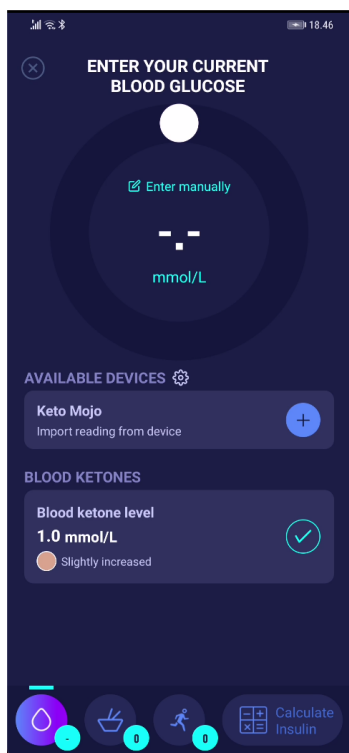 18.46
ENTER YOUR CURRENT
BLOOD GLUCOSE
Enter manually
-.-
mmol/L
AVAILABLE DEVICES
Keto Mojo
Import reading from device
BLOOD KETONES
Blood ketone level
1.0 mmol/L
Slightly increased
-
0
0
Calculate
Insulin